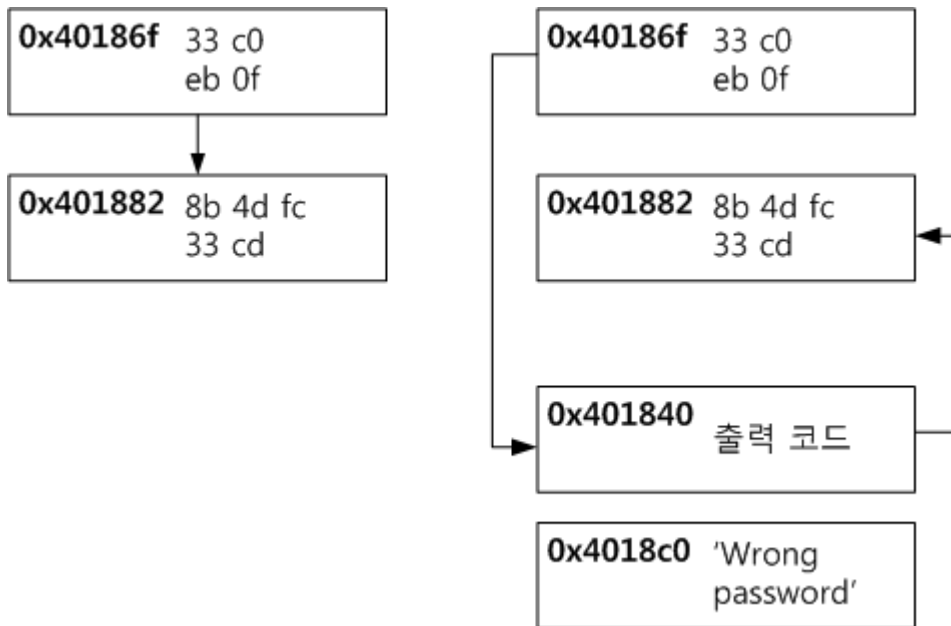 0x40186f 33 c0
eb 0f
0x401882 8b 4d fc
33 cd
0x40186f 33 c0
eb 0f
0x401882 8b 4d fc
33 cd
0x401840 출력 코드
0x4018c0 'Wrong
password'